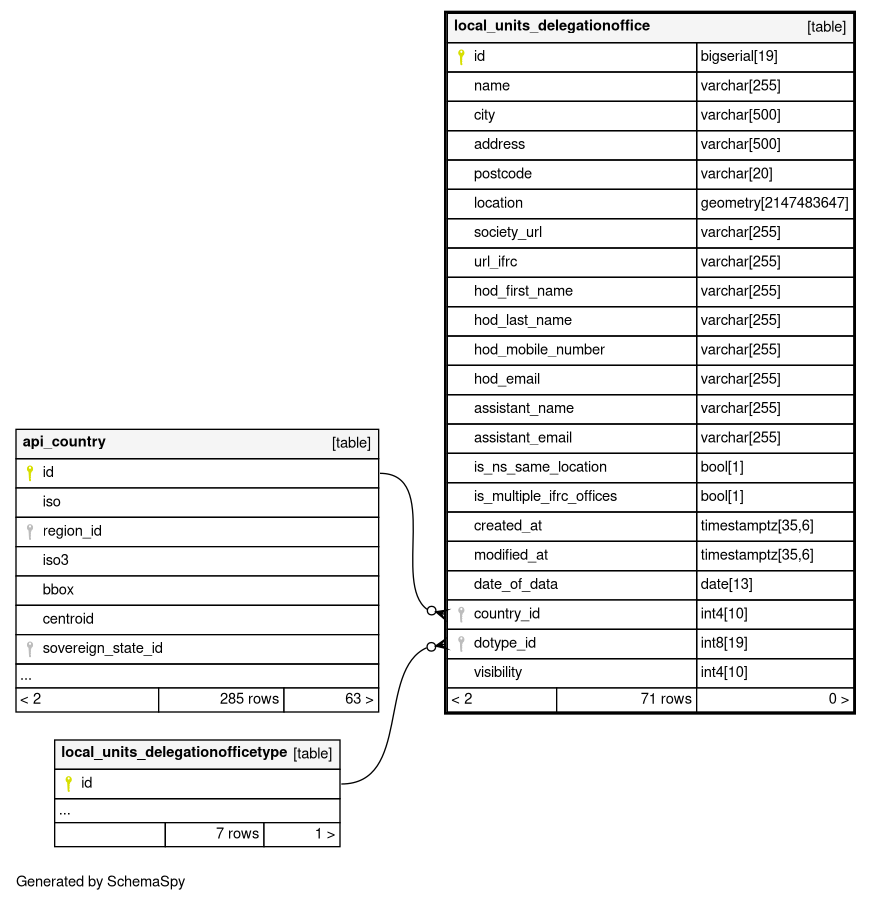 local_units_delegationoffice [table]
id bigserial[19]
name varchar[255]
city varchar[500]
address varchar[500]
postcode varchar[20]
location geometry[2147483647]
society_url varchar[255]
url_ifrc varchar[255]
hod_first_name varchar[255]
hod_last_name varchar[255]
hod_mobile_number varchar[255]
hod_email varchar[255]
assistant_name varchar[255]
assistant_email varchar[255]
is_ns_same_location bool[1]
is_multiple_ifrc_offices bool[1]
created_at timestamptz[35,6]
modified_at timestamptz[35,6]
date_of_data date[13]
country_id int4[10]
dotype_id int8[19]
visibility int4[10]
< 2 71 rows 0 >
api_country [table]
id
iso
region_id
iso3
bbox
centroid
sovereign_state_id
...
< 2 285 rows 63 >
local_units_delegationofficetype [table]
id
...
7 rows 1 >
Generated by SchemaSpy